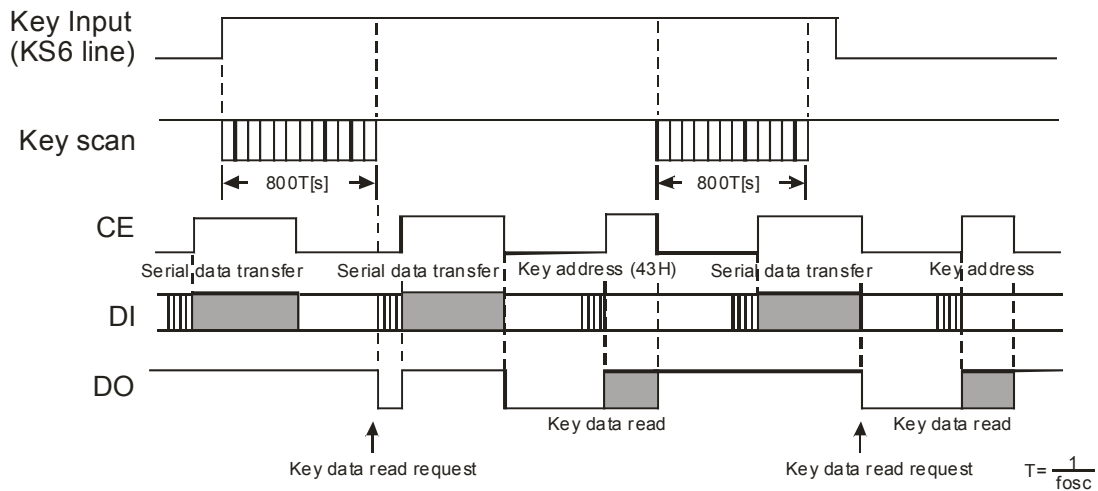 Key Input
(KS6 line)
Key scan
800T[s]
800T[s]
CE
Serial data transfer
Serial data transfer
Key address (43H)
Serial data transfer
Key address
DI
DO
Key data read
Key data read
Key data read request
Key data read request
T= 1/fosc